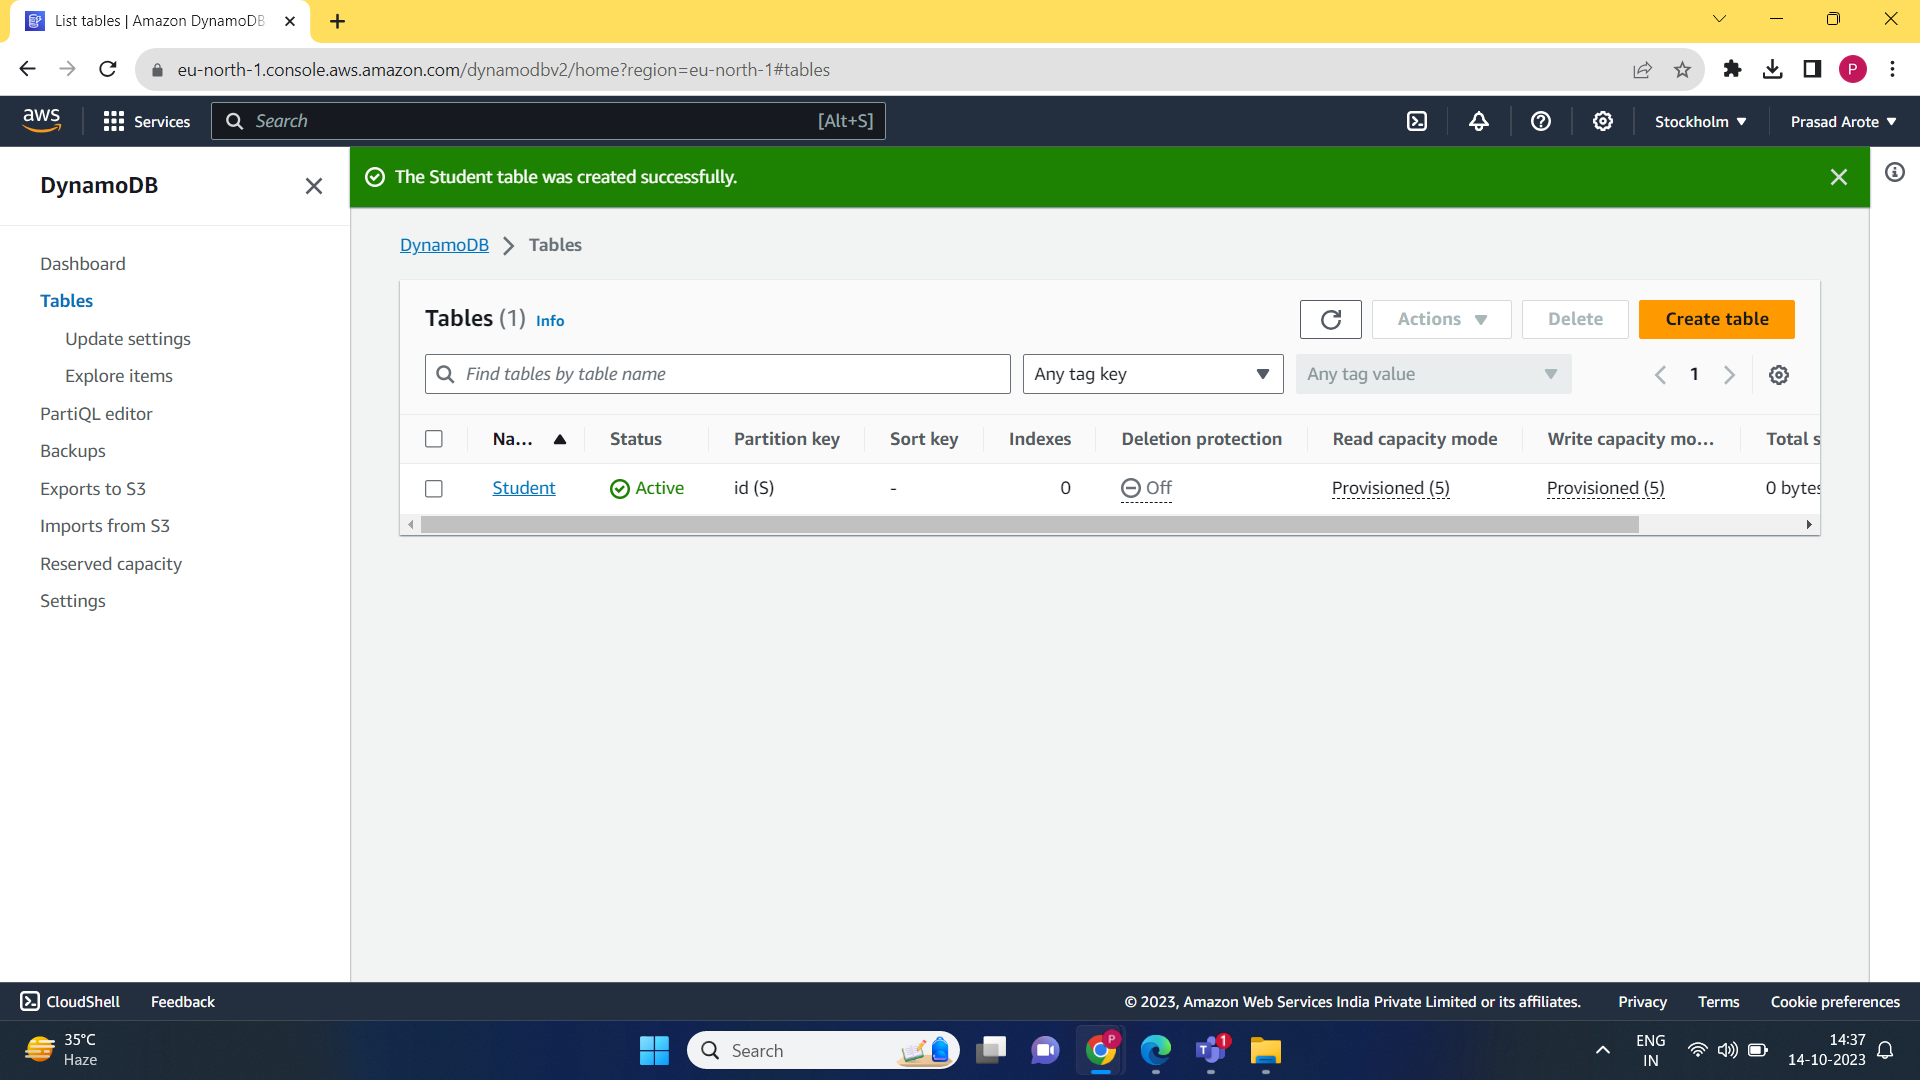 List tables | Amazon DynamoDB
eu-north-1.console.aws.amazon.com/dynamodbv2/home?region=eu-north-1#tables
P
aws
Services
Search
[Alt+S]
Stockholm
Prasad Arote
DynamoDB
The Student table was created successfully.
Dashboard
Tables
Update settings
Explore items
PartiQL editor
Backups
Exports to S3
Imports from S3
Reserved capacity
Settings
DynamoDB
Tables
Tables (1) Info
Actions
Delete
Create table
Find tables by table name
Any tag key
Any tag value
1
Na...
Status
Partition key
Sort key
Indexes
Deletion protection
Read capacity mode
Write capacity mo...
Total s
Student
Active
id (S)
-
0
Off
Provisioned (5)
Provisioned (5)
0 bytes
CloudShell
Feedback
© 2023, Amazon Web Services India Private Limited or its affiliates.
Privacy
Terms
Cookie preferences
35°C
Haze
Search
P
1
ENG
IN
14:37
14-10-2023